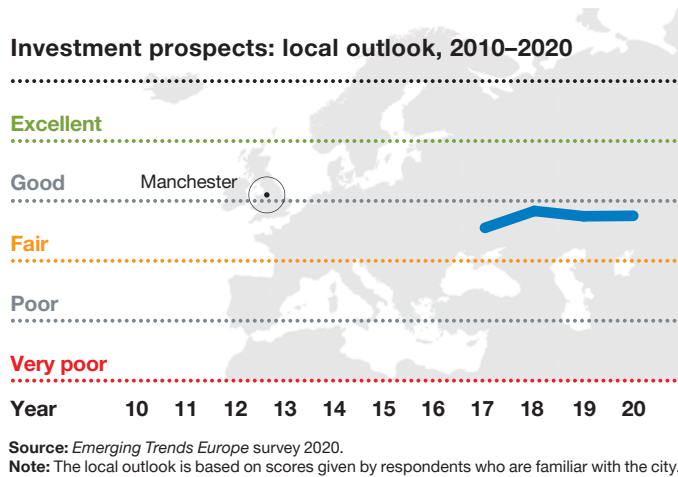 Investment prospects: local outlook, 2010–2020
Excellent
Good
Manchester
Fair
Poor
Very poor
Year 10 11 12 13 14 15 16 17 18 19 20
Source: Emerging Trends Europe survey 2020.
Note: The local outlook is based on scores given by respondents who are familiar with the city.